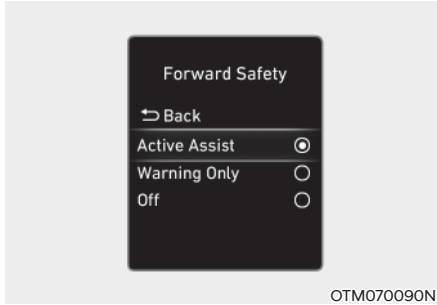 Forward Safety
Back
Active Assist
Warning Only
Off
OTM070090N